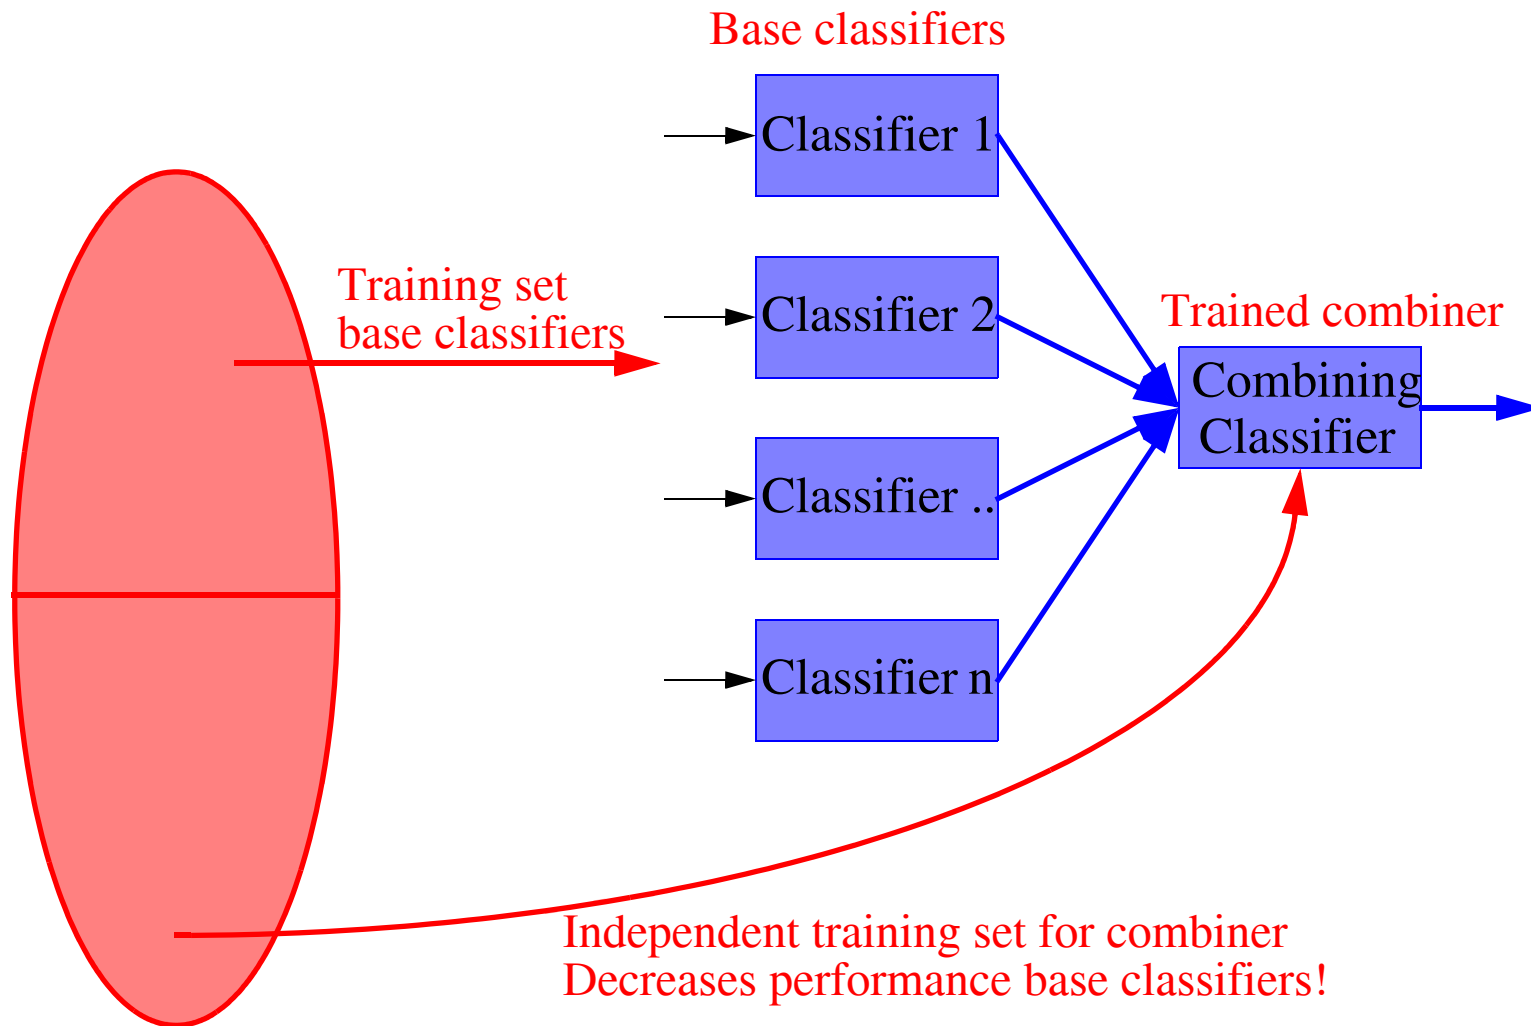 Base classifiers
Classifier 1
Training set
base classifiers
Classifier 2
Trained combiner
Combining
Classifier
Classifier ..
Classifier n
Independent training set for combiner
Decreases performance base classifiers!